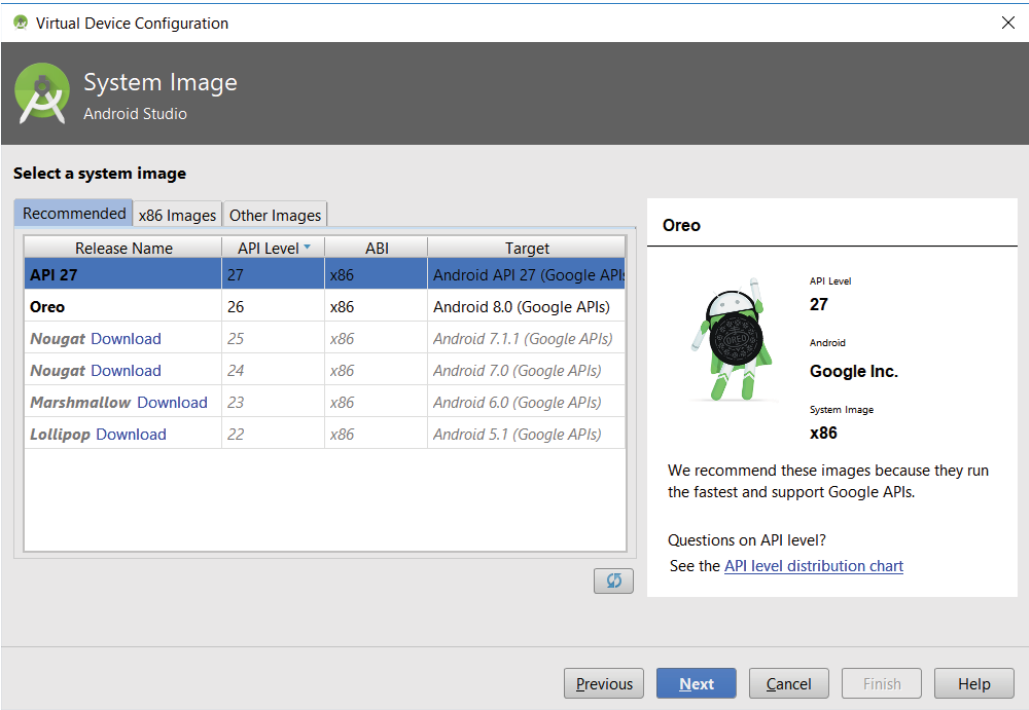 Virtual Device Configuration
System Image
Android Studio
Select a system image
Recommended x86 Images Other Images
Release Name API Level ABI Target
API 27 27 x86 Android API 27 (Google APIs
Oreo 26 x86 Android 8.0 (Google APIs)
Nougat Download 25 x86 Android 7.1.1 (Google APIs)
Nougat Download 24 x86 Android 7.0 (Google APIs)
Marshmallow Download 23 x86 Android 6.0 (Google APIs)
Lollipop Download 22 x86 Android 5.1 (Google APIs)
Oreo
OREO
API Level
27
Android
Google Inc.
System Image
x86
We recommend these images because they run
the fastest and support Google APIs.
Questions on API level?
See the API level distribution chart
Previous Next Cancel Finish Help